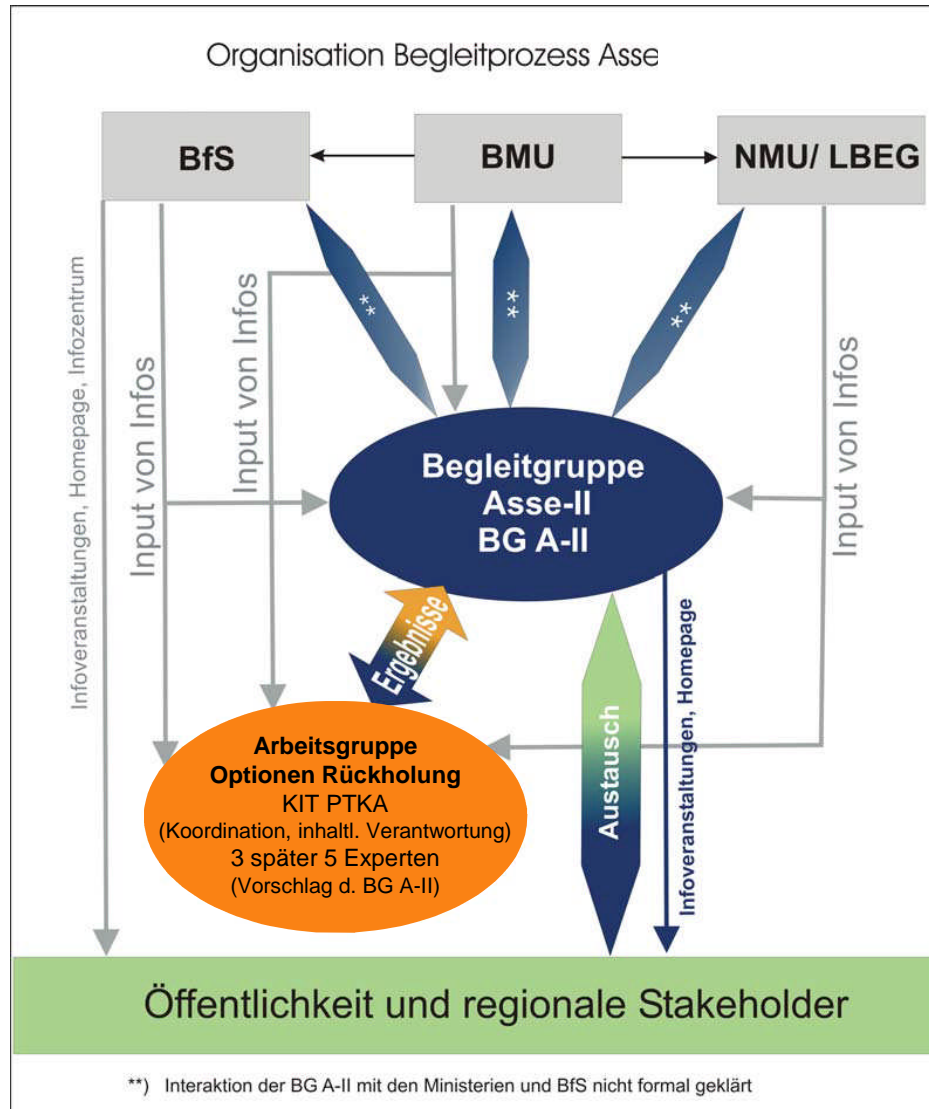 Organisation Begleitprozess Asse
BfS
BMU
NMU/ LBEG
**
**
**
Infoveranstaltungen, Homepage, Infozentrum
Input von Infos
Input von Infos
Input von Infos
Begleitgruppe
Asse-II
BG A-II
Ergebnisse
Arbeitsgruppe
Optionen Rückholung
KIT PTKA
(Koordination, inhaltl. Verantwortung)
3 später 5 Experten
(Vorschlag d. BG A-II)
Austausch
Infoveranstaltungen, Homepage
Öffentlichkeit und regionale Stakeholder
**) Interaktion der BG A-II mit den Ministerien und BfS nicht formal geklärt